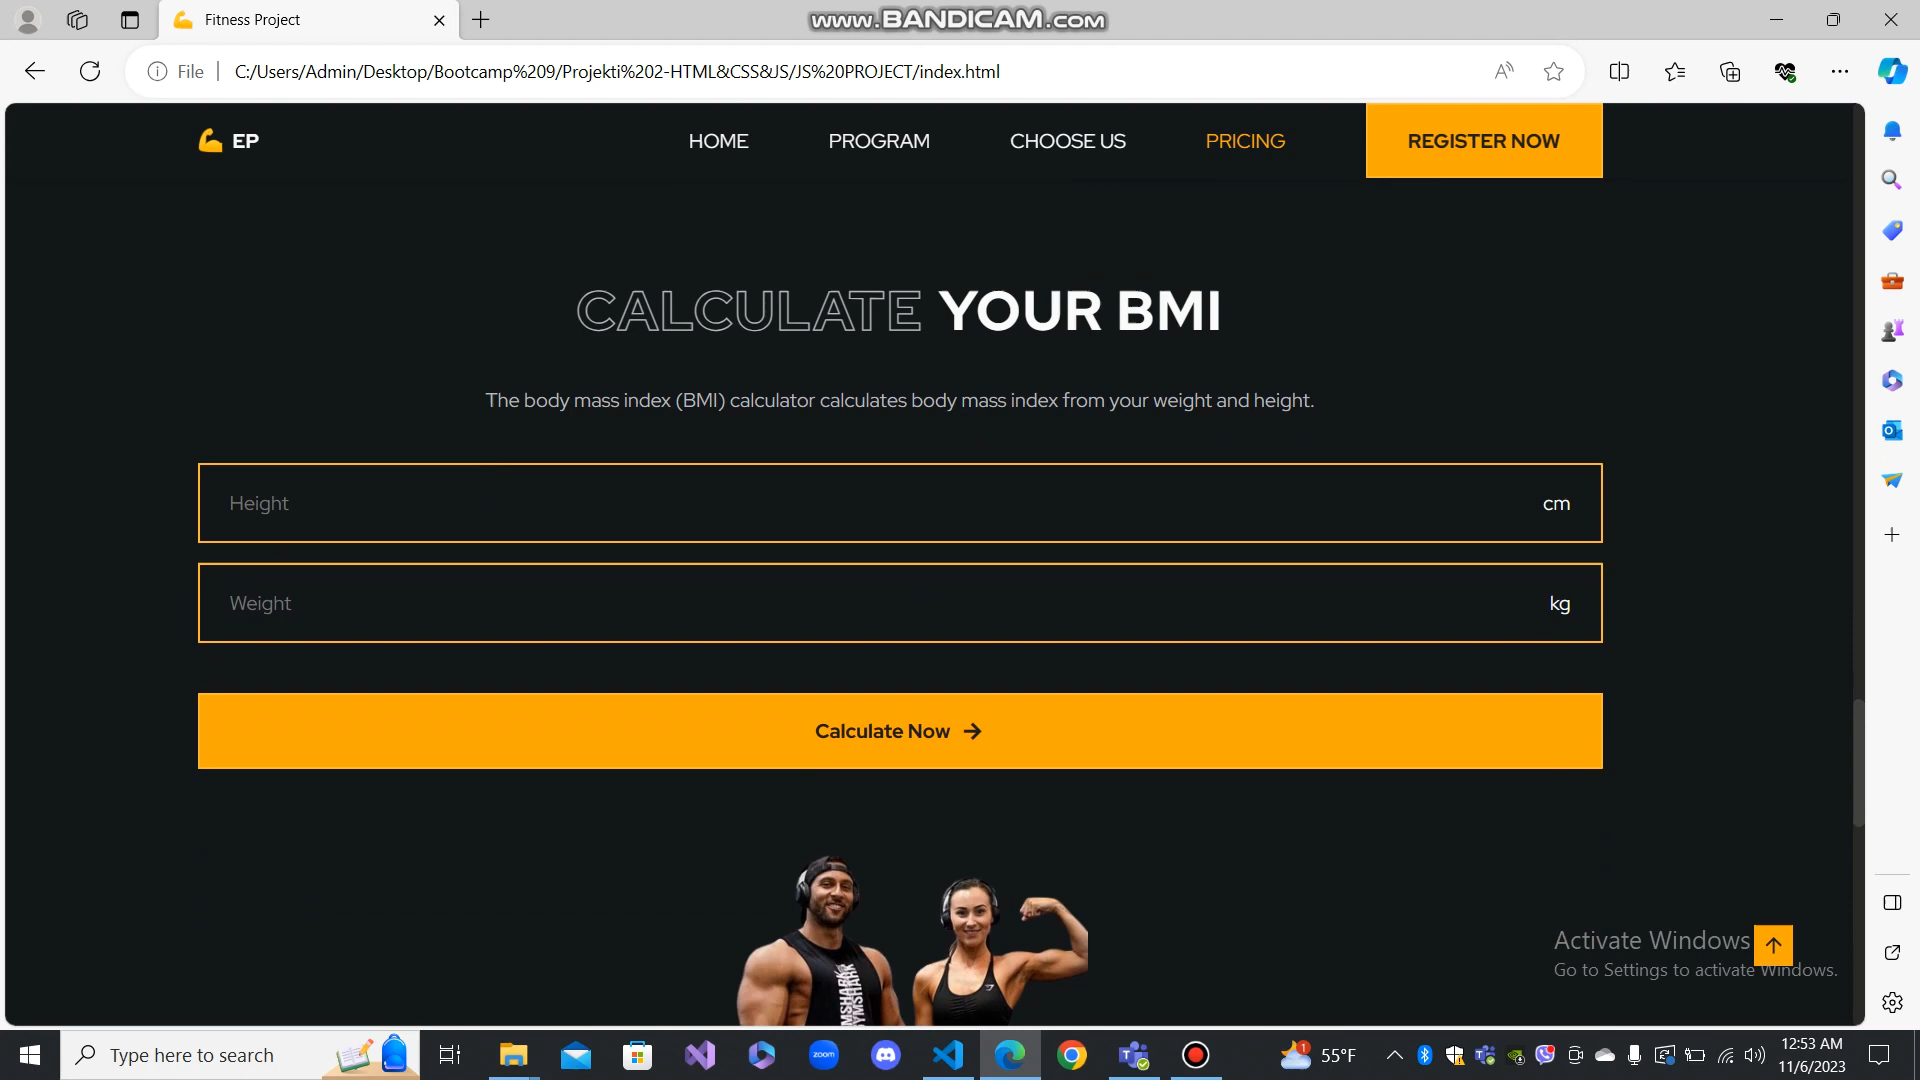 Fitness Project
www.BANDICAM.com
File
C:/Users/Admin/Desktop/Bootcamp%209/Projekti%202-HTML&CSS&JS/JS%20PROJECT/index.html
EP
HOME
PROGRAM
CHOOSE US
PRICING
REGISTER NOW
CALCULATE YOUR BMI
The body mass index (BMI) calculator calculates body mass index from your weight and height.
Height
cm
Weight
kg
Calculate Now
Activate Windows
Go to Settings to activate Windows.
Type here to search
zoom
1
55°F
12:53 AM
11/6/2023